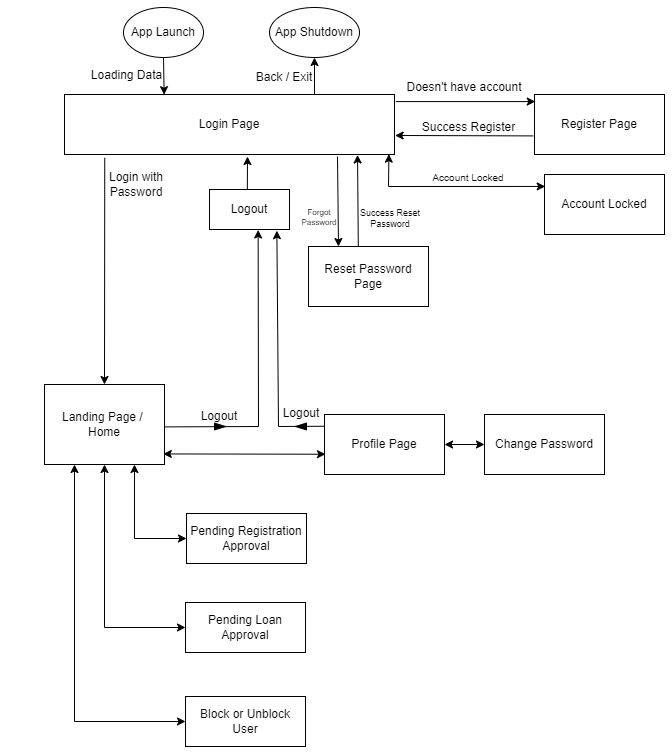 App Launch
App Shutdown
Loading Data
Back / Exit
Doesn't have account
Login Page
Success Register
Register Page
Login with
Password
Account Locked
Account Locked
Logout
Forgot
Password
Success Reset
Password
Reset Password
Page
Landing Page /
Home
Logout
Logout
Profile Page
Change Password
Pending Registration
Approval
Pending Loan
Approval
Block or Unblock
User